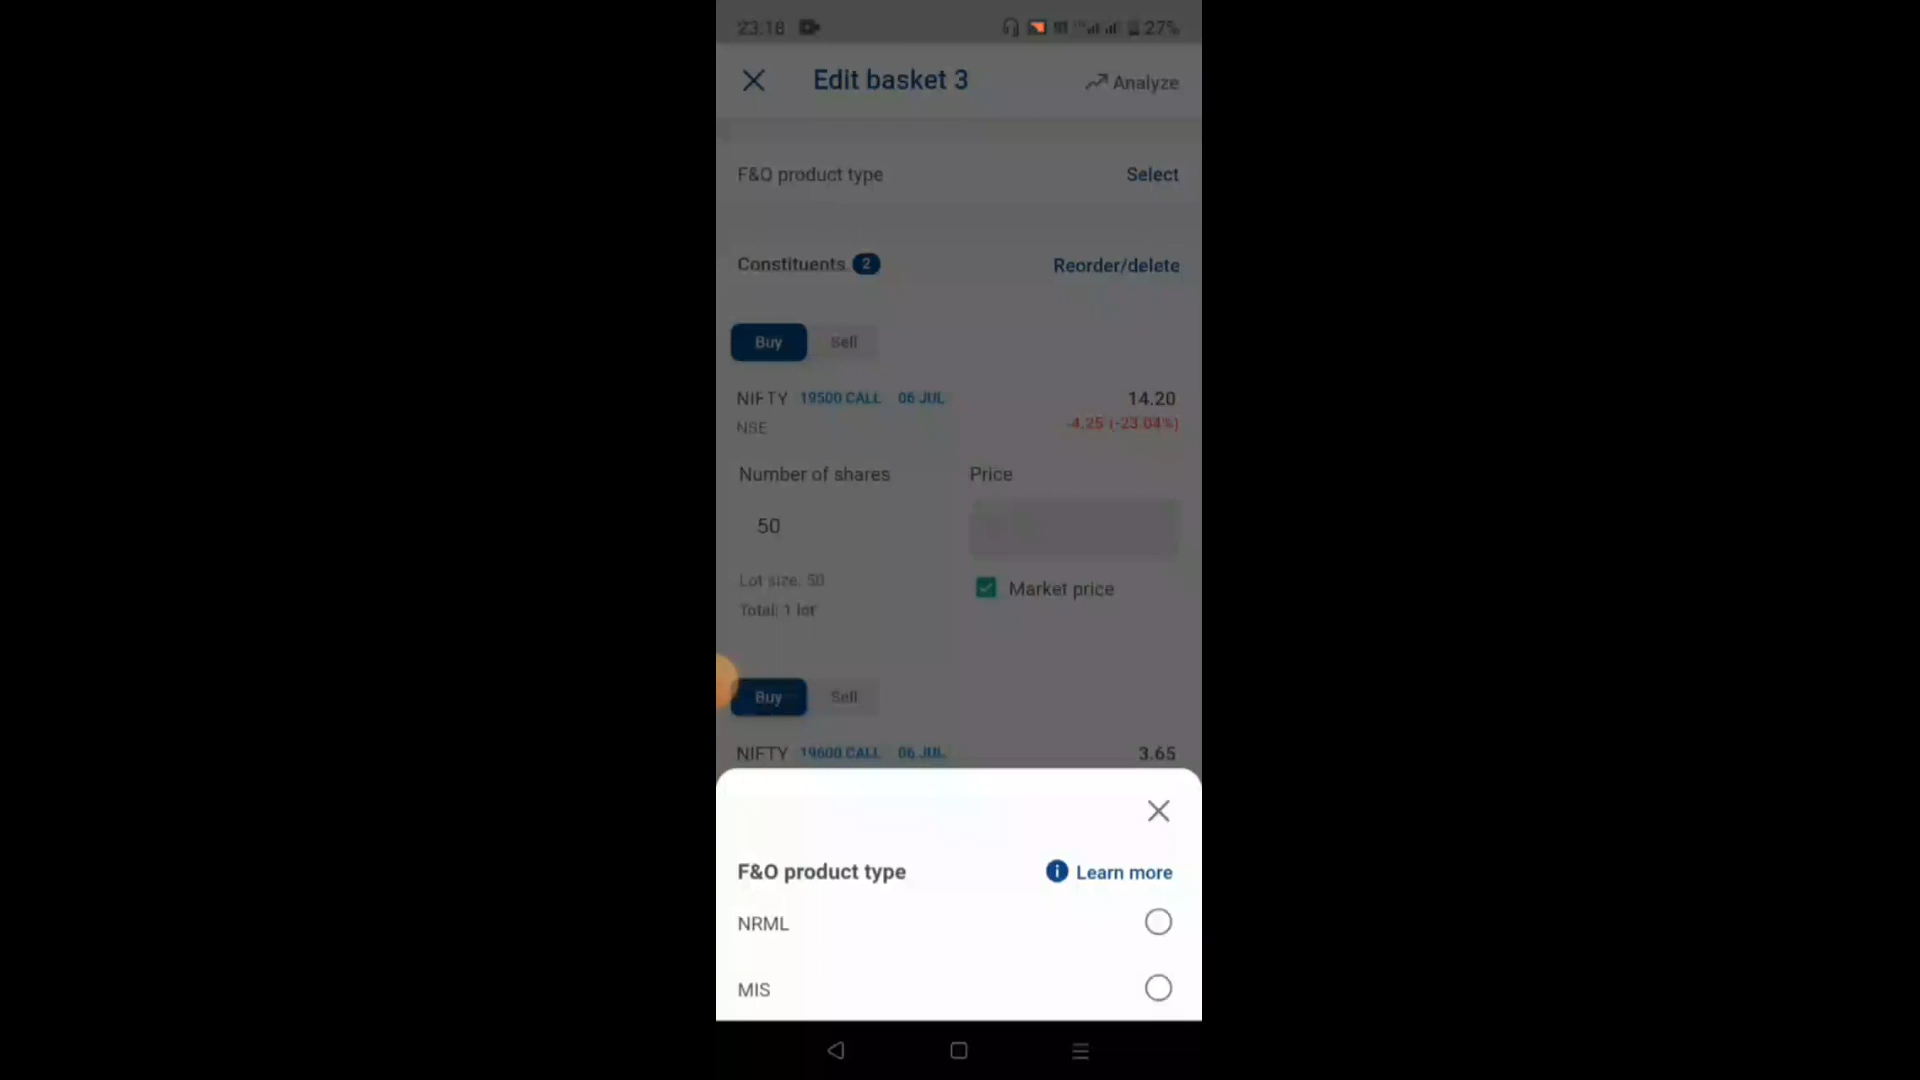 23:18 27%
Edit basket 3 Analyze
F&O product type Select
Constituents 2 Reorder/delete
Buy Sell
NIFTY 19500 CALL 06 JUL 14.20
NSE -4.25 (-23.04%)
Number of shares Price
50
Lot size: 50 Market price
Total: 1 lot
Buy Sell
NIFTY 19600 CALL 06 JUL 3.65
F&O product type i Learn more
NRML
MIS